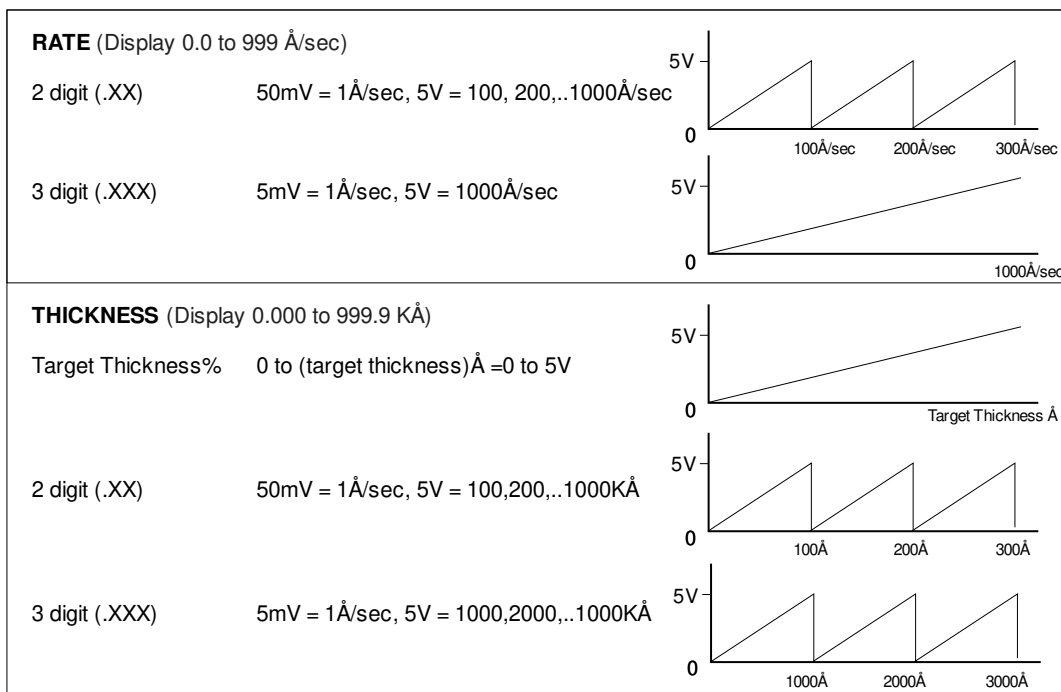 RATE (Display 0.0 to 999 Å/sec)
2 digit (.XX) 50mV = 1Å/sec, 5V = 100, 200,..1000Å/sec
5V
0
100Å/sec 200Å/sec 300Å/sec
3 digit (.XXX) 5mV = 1Å/sec, 5V = 1000Å/sec
5V
0
1000Å/sec
THICKNESS (Display 0.000 to 999.9 KÅ)
Target Thickness% 0 to (target thickness)Å =0 to 5V
5V
0
Target Thickness Å
2 digit (.XX) 50mV = 1Å/sec, 5V = 100,200,..1000KÅ
5V
0
100Å 200Å 300Å
3 digit (.XXX) 5mV = 1Å/sec, 5V = 1000,2000,..1000KÅ
5V
0
1000Å 2000Å 3000Å